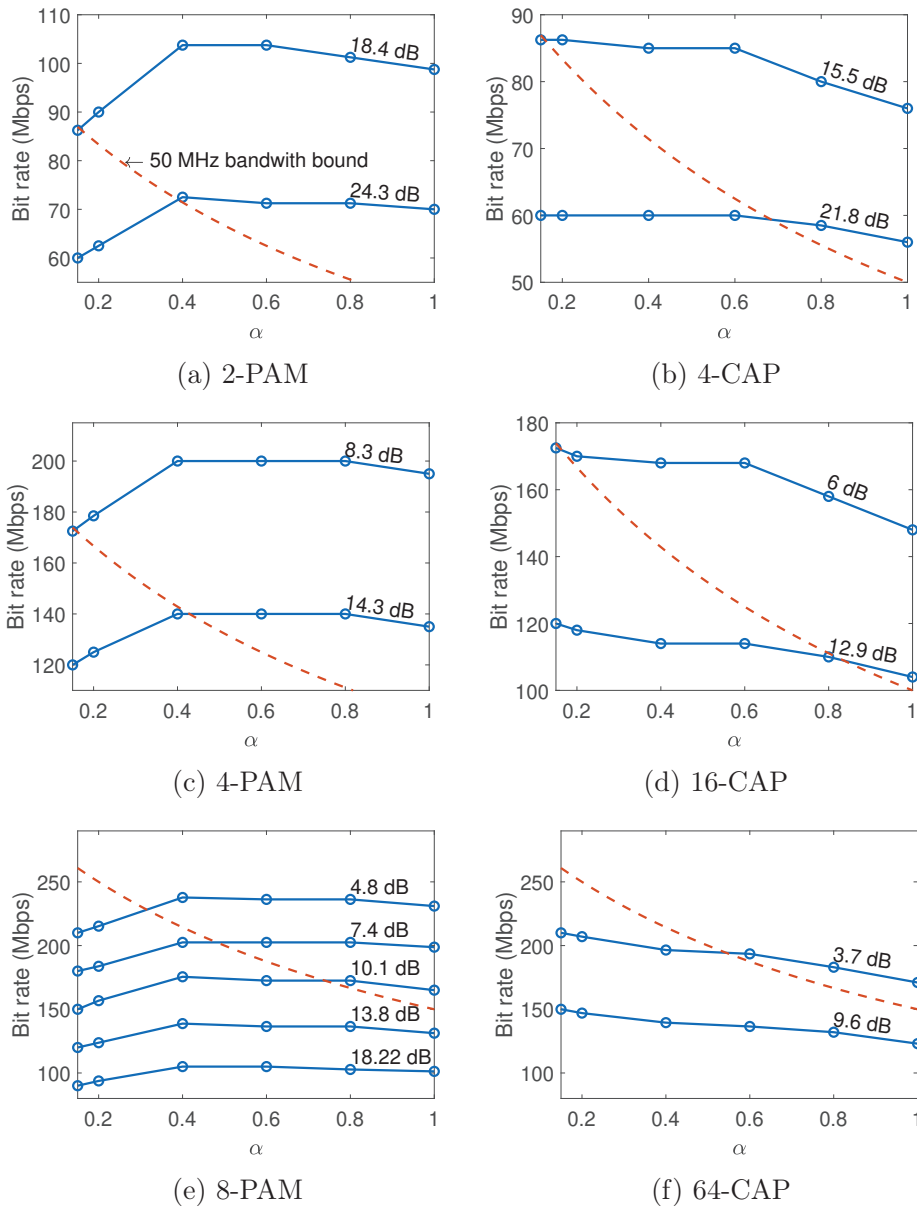 110
100
90
80
70
60
Bit rate (Mbps)
18.4 dB
← 50 MHz bandwith bound
24.3 dB
0.2 0.4 0.6 0.8 1
α
(a) 2-PAM
90
80
70
60
50
Bit rate (Mbps)
15.5 dB
21.8 dB
0.2 0.4 0.6 0.8 1
α
(b) 4-CAP
200
180
160
140
120
Bit rate (Mbps)
8.3 dB
14.3 dB
0.2 0.4 0.6 0.8 1
α
(c) 4-PAM
180
160
140
120
100
Bit rate (Mbps)
6 dB
12.9 dB
0.2 0.4 0.6 0.8 1
α
(d) 16-CAP
250
200
150
100
Bit rate (Mbps)
4.8 dB
7.4 dB
10.1 dB
13.8 dB
18.22 dB
0.2 0.4 0.6 0.8 1
α
(e) 8-PAM
250
200
150
100
Bit rate (Mbps)
3.7 dB
9.6 dB
0.2 0.4 0.6 0.8 1
α
(f) 64-CAP